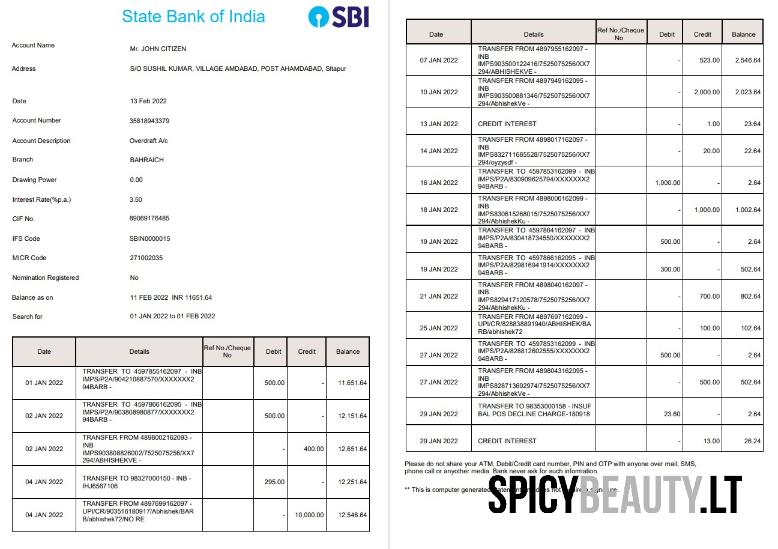 State Bank of India
SBI
Account Name Mr. JOHN CITIZEN
Address S/O SUSHIL KUMAR, VILLAGE AMDABAD, POST AHAMDABAD, Sitapur
Date 13 Feb 2022
Account Number 35818943379
Account Description Overdraft A/c
Branch BAHRAICH
Drawing Power 0.00
Interest Rate(%p.a.) 3.50
CIF No. 89069176485
IFS Code SBIN0000015
MICR Code 271002035
Nomination Registered No
Balance as on 11 FEB 2022 INR 11651.64
Search for 01 JAN 2022 to 01 FEB 2022
Date Details Ref No./Cheque No Debit Credit Balance
01 JAN 2022 TRANSFER TO 4597855162097 - INB
IMPS/P2A/904210887570/XXXXXXX2
94BARB - 500.00 - 11,651.64
02 JAN 2022 TRANSFER TO 4597866162095 - INB
IMPS/P2A/903808980877/XXXXXXX2
94BARB - 500.00 - 12,151.64
02 JAN 2022 TRANSFER FROM 4898002162093 -
INB
IMPS903808826002/7525075256/XX7
294/ABHISHEKVE - - 400.00 12,651.64
04 JAN 2022 TRANSFER TO 98327000150 - INB -
IHJ6567106 295.00 - 12,251.64
04 JAN 2022 TRANSFER FROM 4897699162097 -
UPI/CR/903516180917/Abhishek/BAR
B/abhishek72/NO RE - 10,000.00 12,546.64
Date Details Ref No./Cheque No Debit Credit Balance
07 JAN 2022 TRANSFER FROM 4897955162097 -
INB
IMPS903500122416/7525075256/XX7
294/ABHISHEKVE - - 523.00 2,546.64
10 JAN 2022 TRANSFER FROM 4897949162095 -
INB
IMPS903500881346/7525075256/XX7
294/AbhishekVe - - 2,000.00 2,023.64
13 JAN 2022 CREDIT INTEREST - 1.00 23.64
14 JAN 2022 TRANSFER FROM 4898017162097 -
INB
IMPS832711685528/7525075256/XX7
294/oyzysdf - - 20.00 22.64
16 JAN 2022 TRANSFER TO 4597853162099 - INB
IMPS/P2A/830909625794/XXXXXXX2
94BARB - 1,000.00 - 2.64
18 JAN 2022 TRANSFER FROM 4898006162099 -
INB
IMPS830615268015/7525075256/XX7
294/AbhishekKu - - 1,000.00 1,002.64
19 JAN 2022 TRANSFER TO 4597864162097 - INB
IMPS/P2A/830418734550/XXXXXXX2
94BARB - 500.00 - 2.64
19 JAN 2022 TRANSFER TO 4597866162095 - INB
IMPS/P2A/829816941914/XXXXXXX2
94BARB - 300.00 - 502.64
21 JAN 2022 TRANSFER FROM 4898040162097 -
INB
IMPS829417120578/7525075256/XX7
294/AbhishekKu - - 700.00 802.64
25 JAN 2022 TRANSFER FROM 4897697162099 -
UPI/CR/828838891940/ABHISHEK/BA
RB/abhishek72 - 100.00 102.64
27 JAN 2022 TRANSFER TO 4597853162099 - INB
IMPS/P2A/828812602555/XXXXXXX2
94BARB - 500.00 - 2.64
27 JAN 2022 TRANSFER FROM 4898043162095 -
INB
IMPS828713692974/7525075256/XX7
294/AbhishekVe - - 500.00 502.64
29 JAN 2022 TRANSFER TO 98353000158 - INSUF
BAL POS DECLINE CHARGE-180918 23.60 - 2.64
29 JAN 2022 CREDIT INTEREST - 13.00 26.24
Please do not share your ATM, Debit/Credit card number, PIN and OTP with anyone over mail, SMS,
phone call or anyother media. Bank never ask for such information.
** This is computer generated
SPICYBEAUTY.LT